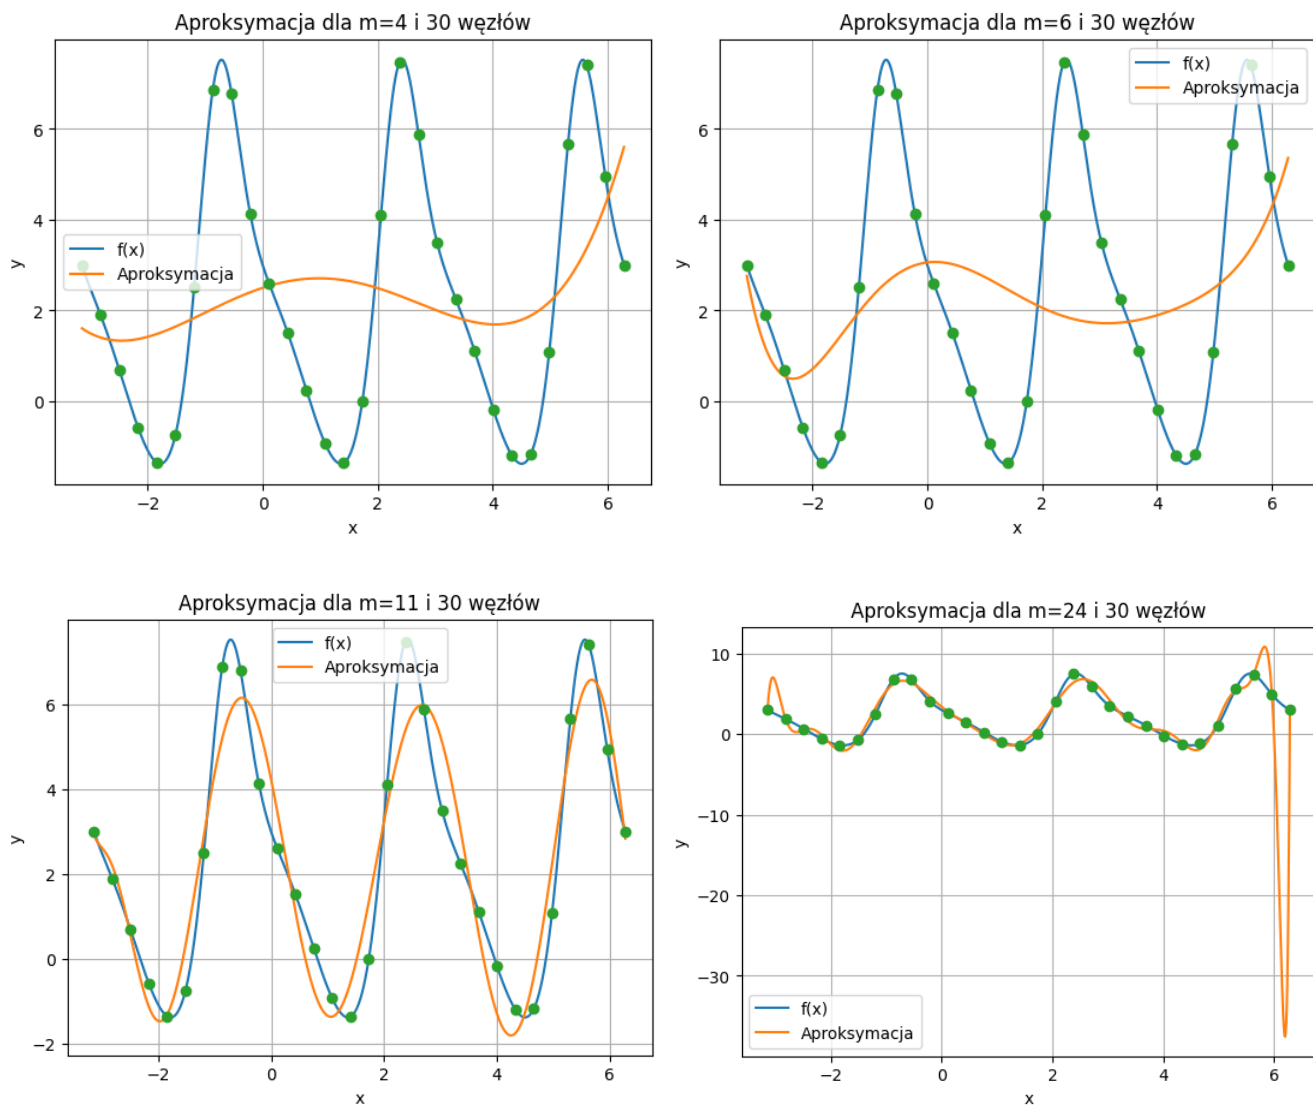 Aproksymacja dla m=4 i 30 węzłów
y
6
4
2
0
f(x)
Aproksymacja
−2
0
2
4
6
x
Aproksymacja dla m=6 i 30 węzłów
y
6
4
2
0
f(x)
Aproksymacja
−2
0
2
4
6
x
Aproksymacja dla m=11 i 30 węzłów
y
6
4
2
0
−2
f(x)
Aproksymacja
−2
0
2
4
6
x
Aproksymacja dla m=24 i 30 węzłów
y
10
0
−10
−20
−30
f(x)
Aproksymacja
−2
0
2
4
6
x